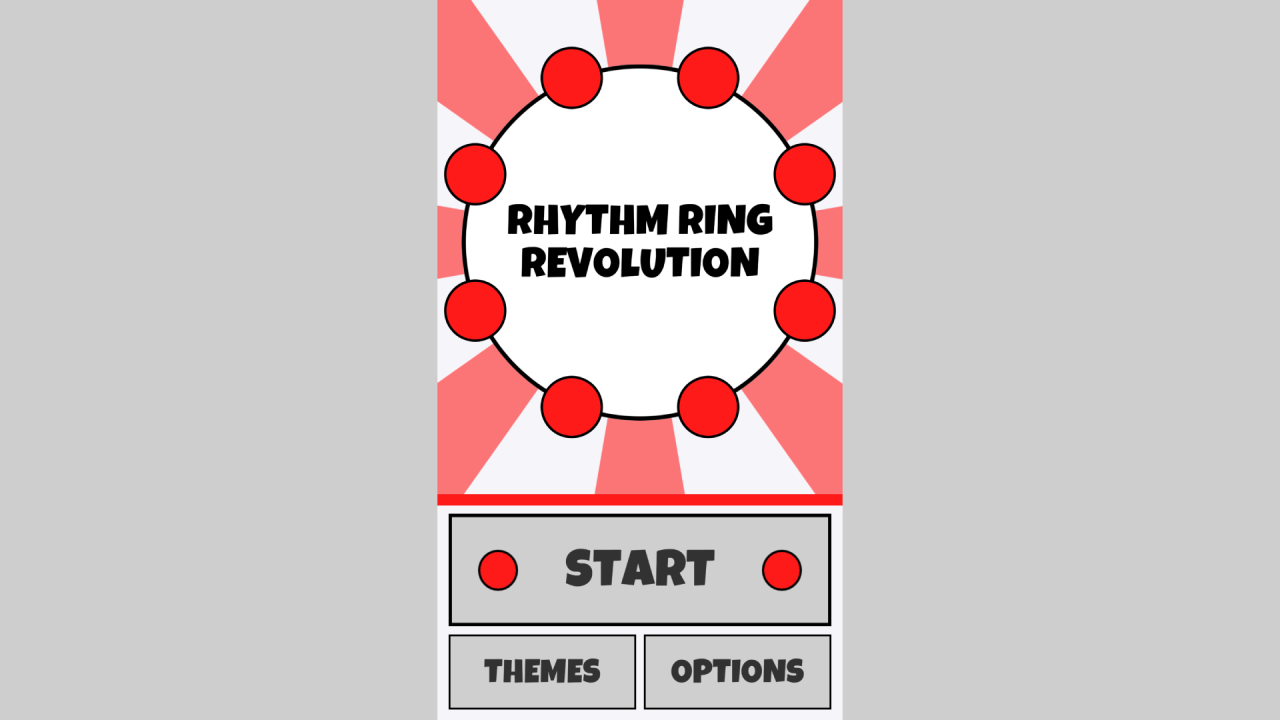 RHYTHM RING
REVOLUTION
START
THEMES
OPTIONS